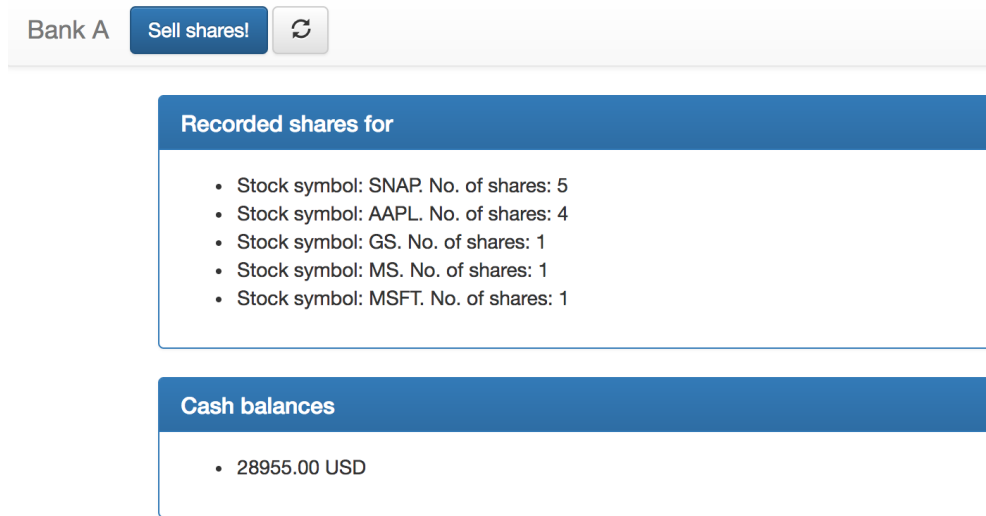 Bank A Sell shares!
Recorded shares for
Stock symbol: SNAP. No. of shares: 5
Stock symbol: AAPL. No. of shares: 4
Stock symbol: GS. No. of shares: 1
Stock symbol: MS. No. of shares: 1
Stock symbol: MSFT. No. of shares: 1
Cash balances
28955.00 USD